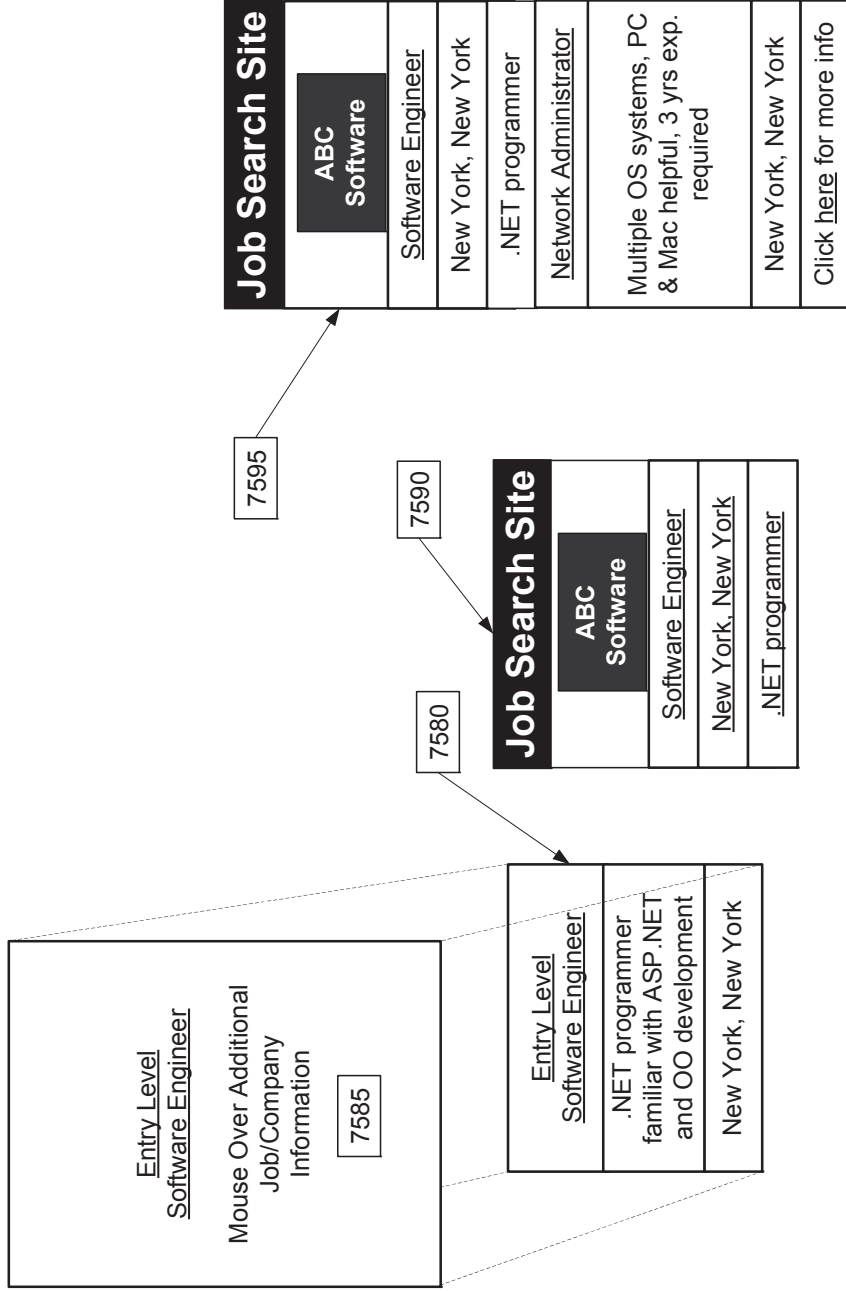 Entry Level
Software Engineer
Mouse Over Additional
Job/Company
Information
7585
7580
Entry Level
Software Engineer
.NET programmer
familiar with ASP.NET
and OO development
New York, New York
7590
Job Search Site
ABC
Software
Software Engineer
New York, New York
.NET programmer
7595
Job Search Site
ABC
Software
Software Engineer
New York, New York
.NET programmer
Network Administrator
Multiple OS systems, PC
& Mac helpful, 3 yrs exp.
required
New York, New York
Click here for more info